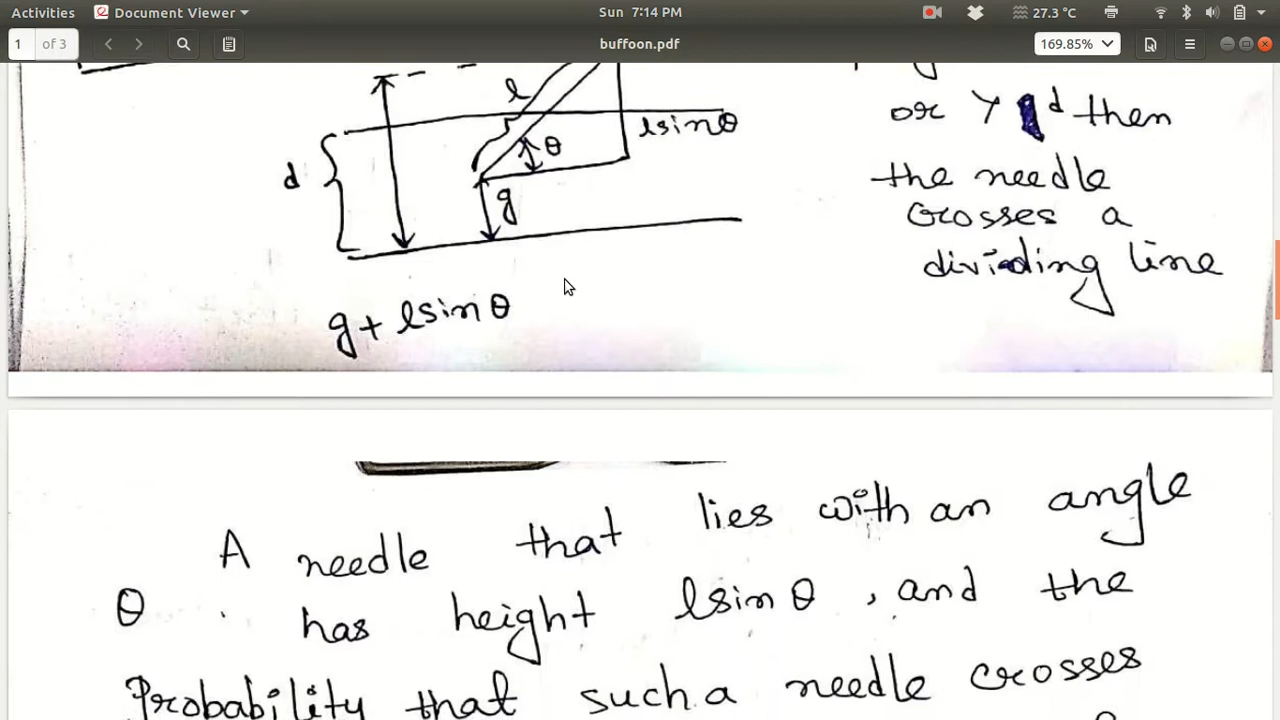 Activities Document Viewer Sun 7:14 PM 27.3 °C
1 of 3 buffoon.pdf 169.85%
l
d
θ
lsinθ
g
g + lsinθ
or > d then
the needle
crosses a
dividing line
A needle that lies with an angle
θ has height lsinθ, and the
Probability that such a needle crosses